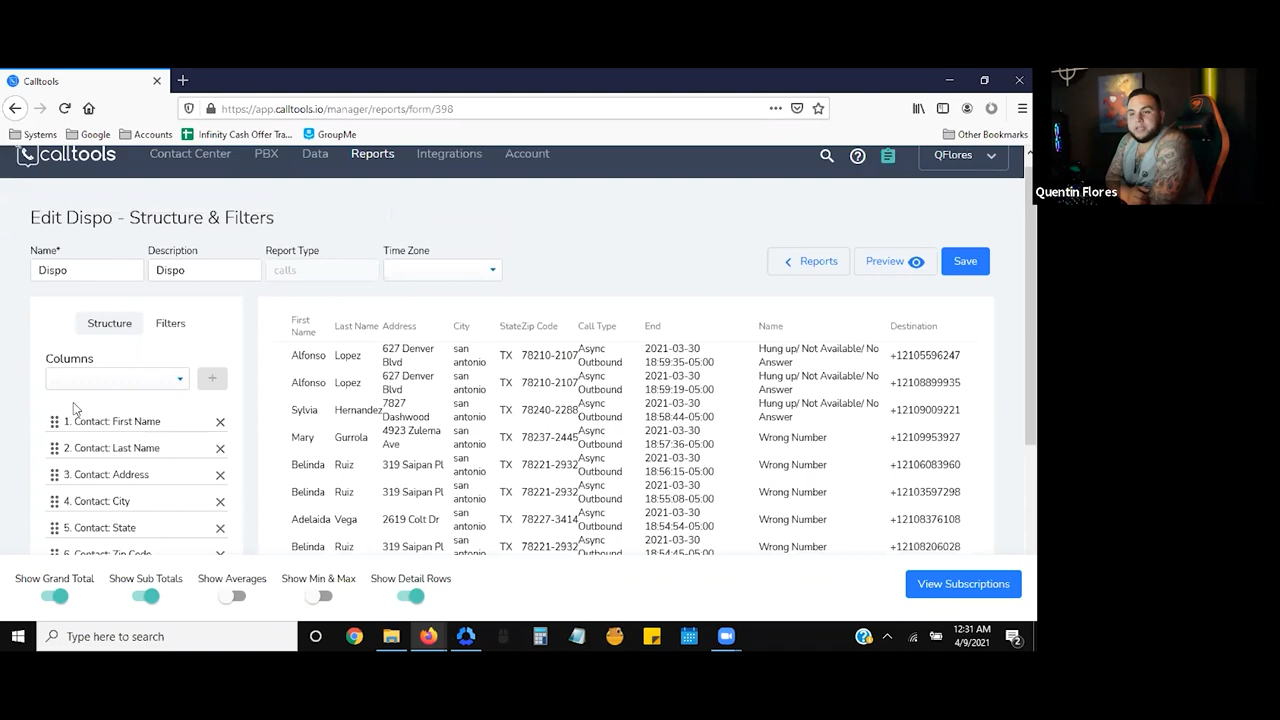 Calltools
https://app.calltools.io/manager/reports/form/398
Systems Google Accounts Infinity Cash Offer Tra... GroupMe Other Bookmarks
calltools Contact Center PBX Data Reports Integrations Account QFlores
Quentin Flores
Edit Dispo - Structure & Filters
Name* Description Report Type Time Zone
Dispo Dispo calls Reports Preview Save
Structure Filters
Columns
1. Contact: First Name
2. Contact: Last Name
3. Contact: Address
4. Contact: City
5. Contact: State
6. Contact: Zip Code
First Name Last Name Address City State Zip Code Call Type End Name Destination
Alfonso Lopez 627 Denver Blvd san antonio TX 78210-2107 Async Outbound 2021-03-30 18:59:35-05:00 Hung up/ Not Available/ No Answer +12105596247
Alfonso Lopez 627 Denver Blvd san antonio TX 78210-2107 Async Outbound 2021-03-30 18:59:19-05:00 Hung up/ Not Available/ No Answer +12108899935
Sylvia Hernandez 7827 Dashwood san antonio TX 78240-2288 Async Outbound 2021-03-30 18:58:44-05:00 Hung up/ Not Available/ No Answer +12109009221
Mary Gurrola 4923 Zulema Ave san antonio TX 78237-2445 Async Outbound 2021-03-30 18:57:36-05:00 Wrong Number +12109953927
Belinda Ruiz 319 Saipan Pl san antonio TX 78221-2932 Async Outbound 2021-03-30 18:56:15-05:00 Wrong Number +12106083960
Belinda Ruiz 319 Saipan Pl san antonio TX 78221-2932 Async Outbound 2021-03-30 18:55:08-05:00 Wrong Number +12103597298
Adelaida Vega 2619 Colt Dr san antonio TX 78227-3414 Async Outbound 2021-03-30 18:54:54-05:00 Wrong Number +12108376108
Belinda Ruiz 319 Saipan Pl san antonio TX 78221-2932 Async Outbound 2021-03-30 18:54:45-05:00 Wrong Number +12108206028
Show Grand Total Show Sub Totals Show Averages Show Min & Max Show Detail Rows View Subscriptions
Type here to search
12:31 AM
4/9/2021
2